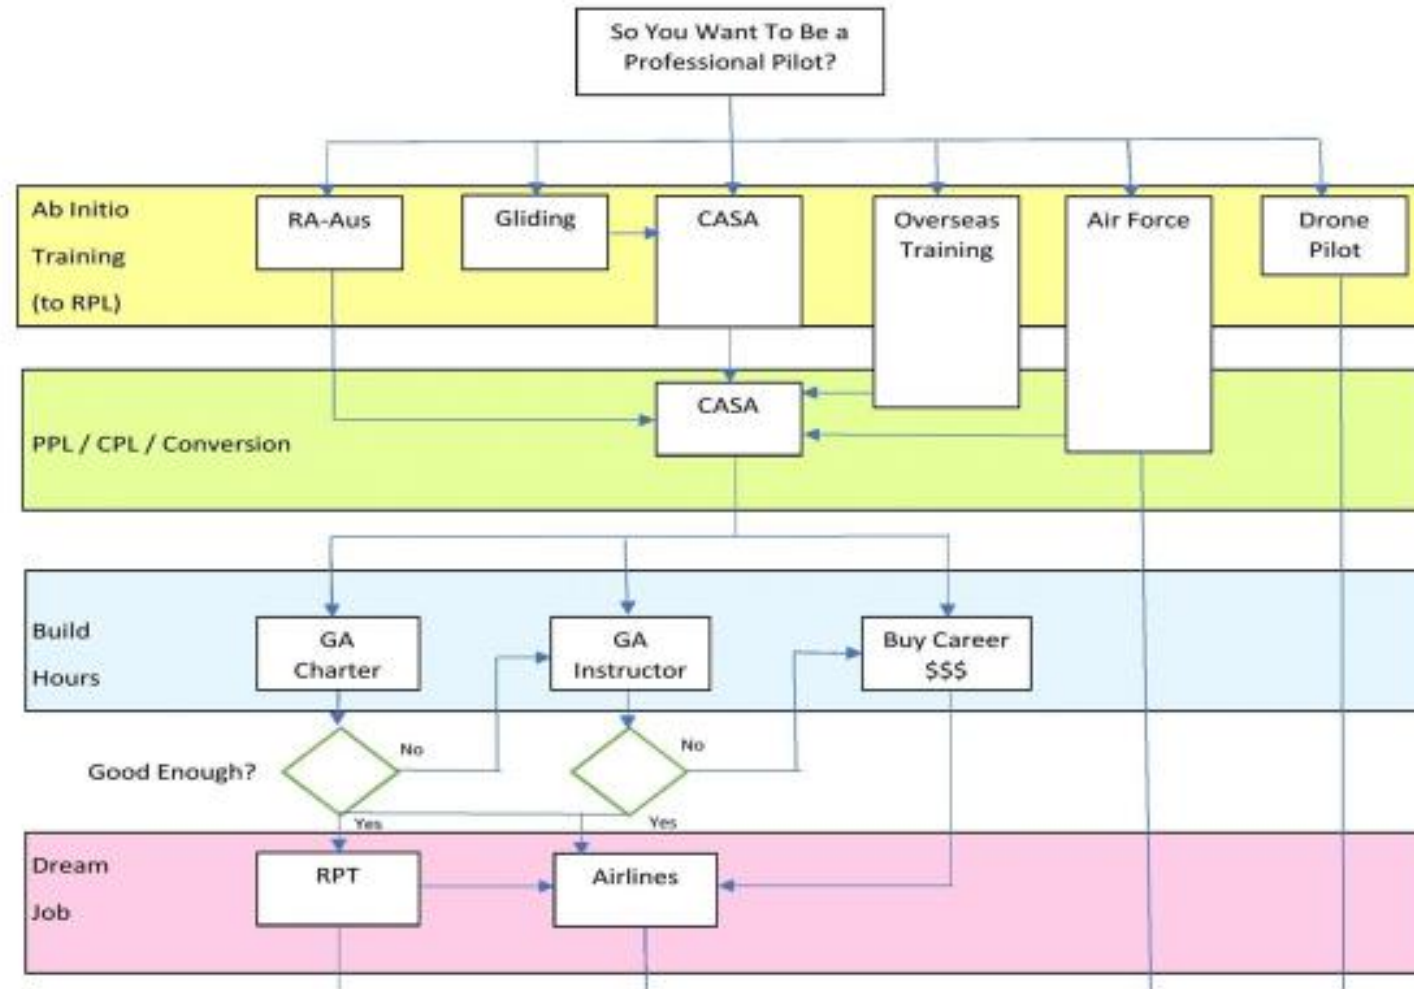 So You Want To Be a
Professional Pilot?
Ab Initio
Training
(to RPL)
RA-Aus
Gliding
CASA
Overseas
Training
Air Force
Drone
Pilot
PPL / CPL / Conversion
CASA
Build
Hours
GA
Charter
GA
Instructor
Buy Career
$$$
Good Enough?
No
No
Yes
Yes
Dream
Job
RPT
Airlines